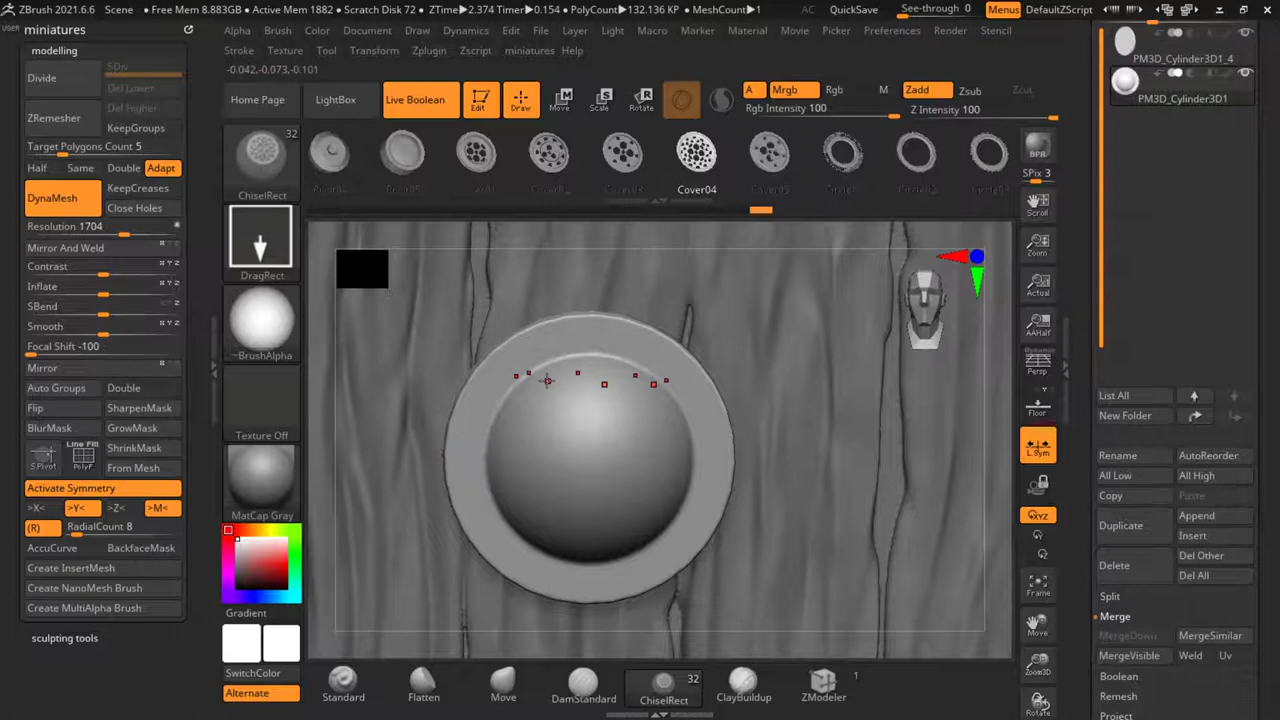 ZBrush 2021.6.6 Scene • Free Mem 8.883GB • Active Mem 1882 • Scratch Disk 72 • ZTime▸2.374 Timer▸0.154 • PolyCount▸132.136 KP • MeshCount▸1 AC QuickSave See-through 0 Menus DefaultZScript
USER miniatures
Alpha Brush Color Document Draw Dynamics Edit File Layer Light Macro Marker Material Movie Picker Preferences Render Stencil
Stroke Texture Tool Transform Zplugin Zscript miniatures Help
-0.042,-0.073,-0.101
modelling
Divide
SDiv
Del Lower
Del Higher
ZRemesher
KeepGroups
Target Polygons Count 5
Half Same Double Adapt
DynaMesh
KeepCreases
Close Holes
Resolution 1704
Mirror And Weld
Contrast
Inflate
SBend
Smooth
Focal Shift -100
Mirror
Auto Groups Double
Flip SharpenMask
BlurMask GrowMask
S.Pivot Line Fill PolyF ShrinkMask
From Mesh
Activate Symmetry
>X< >Y< >Z< >M<
(R) RadialCount 8
AccuCurve BackfaceMask
Create InsertMesh
Create NanoMesh Brush
Create MultiAlpha Brush
sculpting tools
Home Page LightBox Live Boolean Edit Draw Move Scale Rotate
A Mrgb Rgb M Zadd Zsub Zcut
Rgb Intensity 100 Z Intensity 100
32
ChiselRect
DragRect
~BrushAlpha
Texture Off
MatCap Gray
Gradient
SwitchColor
Alternate
Cover04
BPR
SPix 3
Scroll
Zoom
Actual
AAHalf
Dynamic
Persp
Floor
L.Sym
XYZ
Frame
Move
Zoom3D
Rotate
Standard Flatten Move DamStandard ChiselRect 32 ClayBuildup ZModeler 1
PM3D_Cylinder3D1_4
PM3D_Cylinder3D1
List All
New Folder
Rename AutoReorder
All Low All High
Copy Paste
Duplicate Append
Insert
Delete Del Other
Del All
Split
Merge
MergeDown MergeSimilar
MergeVisible Weld Uv
Boolean
Remesh
Project